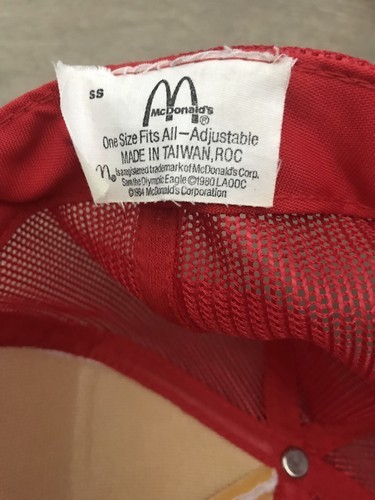 SS
McDonald's
®
One Size Fits All-Adjustable
MADE IN TAIWAN, ROC
is a registered trademark of McDonald's Corp.
Sam the Olympic Eagle ©1980 LAOOC
©1984 McDonald's Corporation